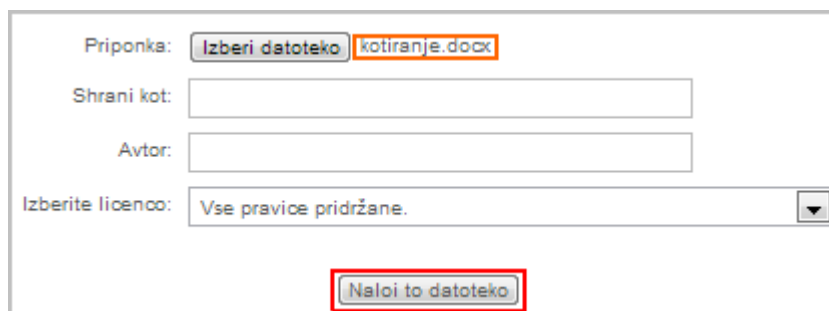 Priponka: Izberi datoteko kotiranje.docx
Shrani kot:
Avtor:
Izberite licenco: Vse pravice pridržane.
Naloi to datoteko